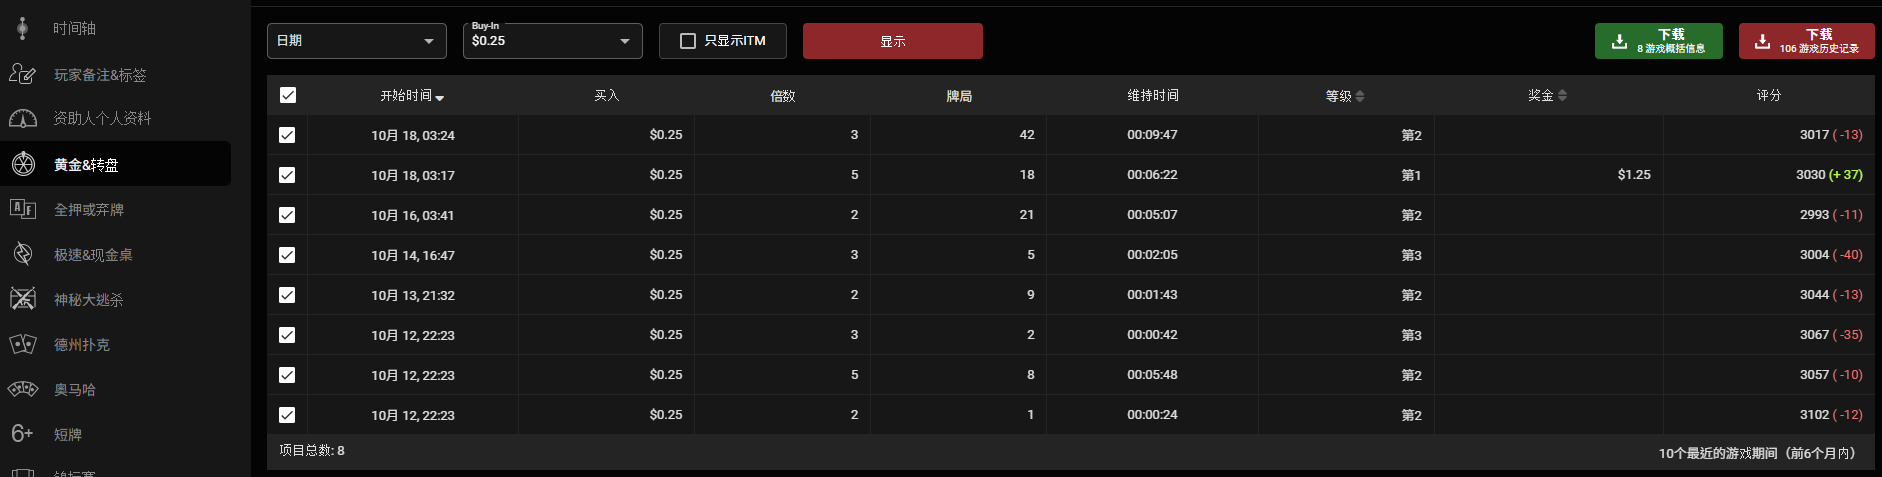 时间轴
玩家备注&标签
资助人个人资料
黄金&转盘
全押或弃牌
极速&现金桌
神秘大逃杀
德州扑克
奥马哈
6+ 短牌
日期
Buy-In
$0.25
只显示ITM
显示
下载
8 游戏概括信息
下载
106 游戏历史记录
开始时间 买入 倍数 牌局 维持时间 等级 奖金 评分
10月 18, 03:24 $0.25 3 42 00:09:47 第2 3017 ( -13)
10月 18, 03:17 $0.25 5 18 00:06:22 第1 $1.25 3030 (+ 37)
10月 16, 03:41 $0.25 2 21 00:05:07 第2 2993 ( -11)
10月 14, 16:47 $0.25 3 5 00:02:05 第3 3004 ( -40)
10月 13, 21:32 $0.25 2 9 00:01:43 第2 3044 ( -13)
10月 12, 22:23 $0.25 3 2 00:00:42 第3 3067 ( -35)
10月 12, 22:23 $0.25 5 8 00:05:48 第2 3057 ( -10)
10月 12, 22:23 $0.25 2 1 00:00:24 第2 3102 ( -12)
项目总数: 8
10个最近的游戏期间（前6个月内）